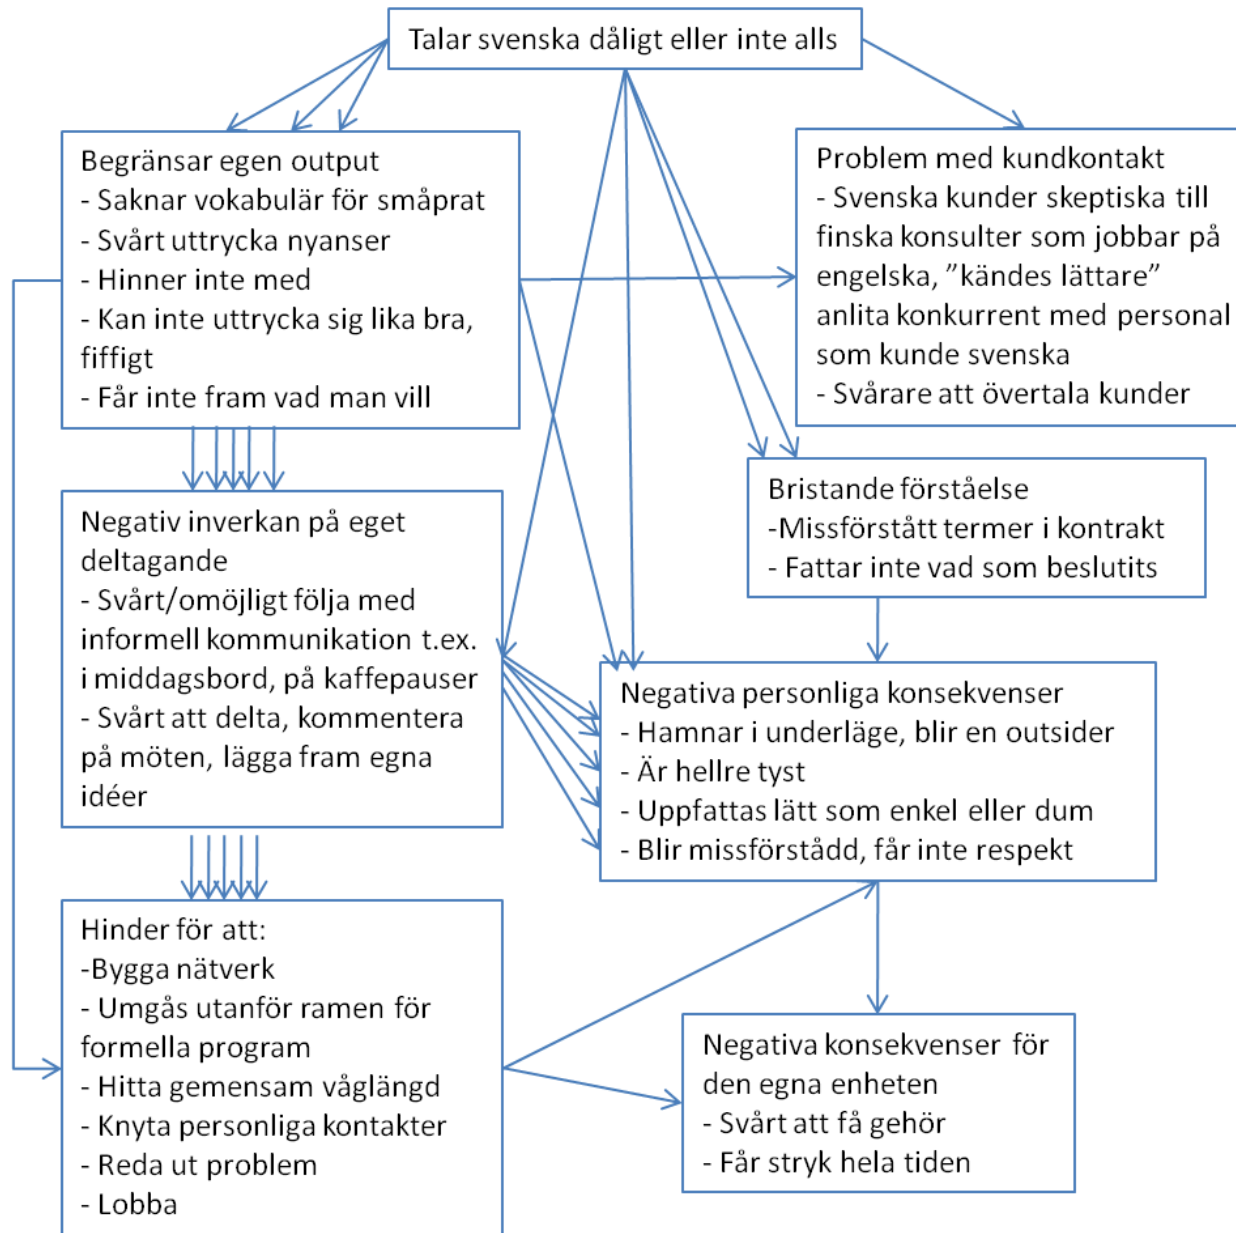 Talar svenska dåligt eller inte alls
Begränsar egen output
- Saknar vokabulär för småprat
- Svårt uttrycka nyanser
- Hinner inte med
- Kan inte uttrycka sig lika bra,
fiffigt
- Får inte fram vad man vill
Problem med kundkontakt
- Svenska kunder skeptiska till
finska konsulter som jobbar på
engelska, ”kändes lättare”
anlita konkurrent med personal
som kunde svenska
- Svårare att övertala kunder
Bristande förståelse
-Missförstått termer i kontrakt
- Fattar inte vad som beslutits
Negativ inverkan på eget
deltagande
- Svårt/omöjligt följa med
informell kommunikation t.ex.
i middagsbord, på kaffepauser
- Svårt att delta, kommentera
på möten, lägga fram egna
idéer
Negativa personliga konsekvenser
- Hamnar i underläge, blir en outsider
- Är hellre tyst
- Uppfattas lätt som enkel eller dum
- Blir missförstådd, får inte respekt
Hinder för att:
-Bygga nätverk
- Umgås utanför ramen för
formella program
- Hitta gemensam våglängd
- Knyta personliga kontakter
- Reda ut problem
- Lobba
Negativa konsekvenser för
den egna enheten
- Svårt att få gehör
- Får stryk hela tiden